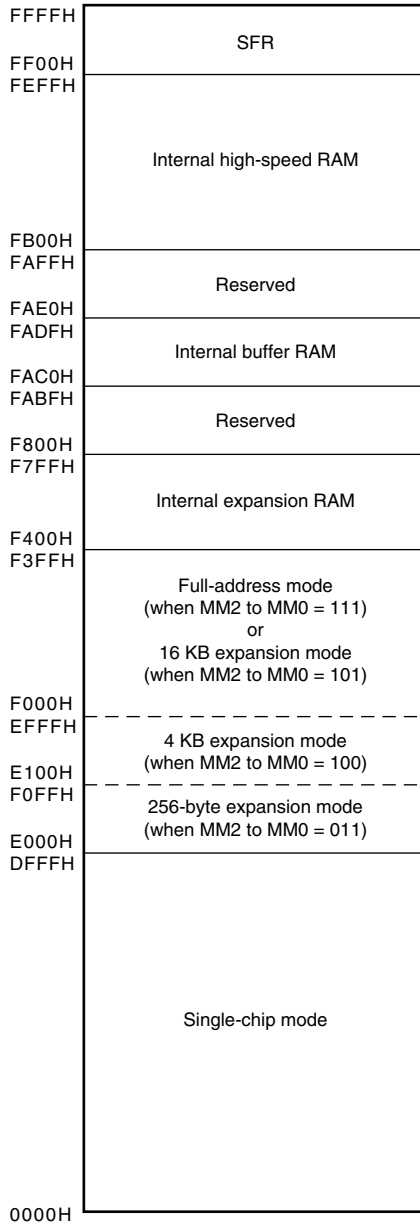 FFFFH
SFR
FF00H
FEFFH
Internal high-speed RAM
FB00H
FAFFH
Reserved
FAE0H
FADFH
Internal buffer RAM
FAC0H
FABFH
Reserved
F800H
F7FFH
Internal expansion RAM
F400H
F3FFH
Full-address mode
(when MM2 to MM0 = 111)
or
16 KB expansion mode
(when MM2 to MM0 = 101)
F000H
EFFFH
4 KB expansion mode
(when MM2 to MM0 = 100)
E100H
F0FFH
256-byte expansion mode
(when MM2 to MM0 = 011)
E000H
DFFFH
Single-chip mode
0000H